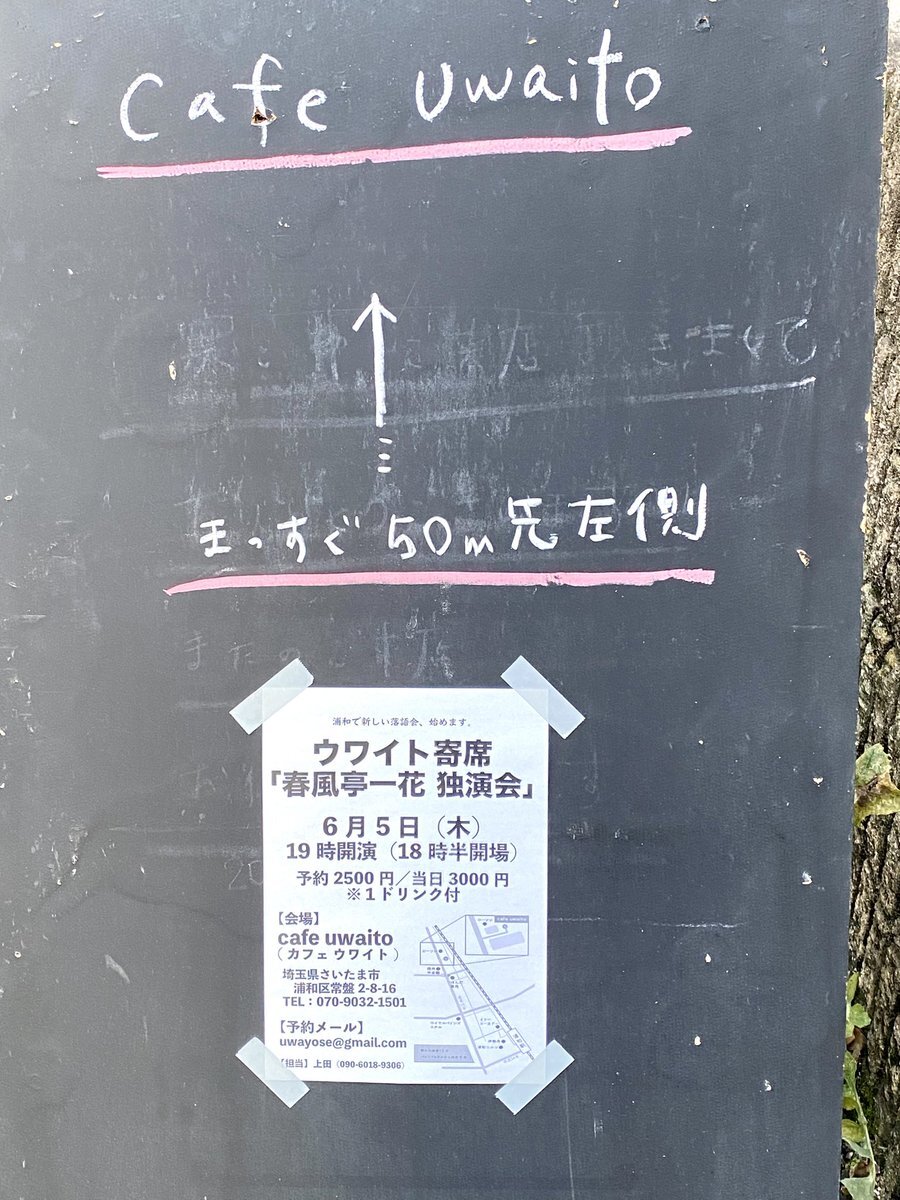 Cafe uwaito
まっすぐ 50m先左側
浦和で新しい落語会、始めます。
ウワイト寄席
「春風亭一花 独演会」
6月5日（木）
19時開演（18時半開場）
予約 2500円／当日 3000円
※1ドリンク付
【会場】
cafe uwaito
（カフェ ウワイト）
埼玉県さいたま市
浦和区常盤 2-8-16
TEL：070-9032-1501
【予約メール】
uwayose@gmail.com
【担当】上田（090-6018-9306）
cafe uwaito